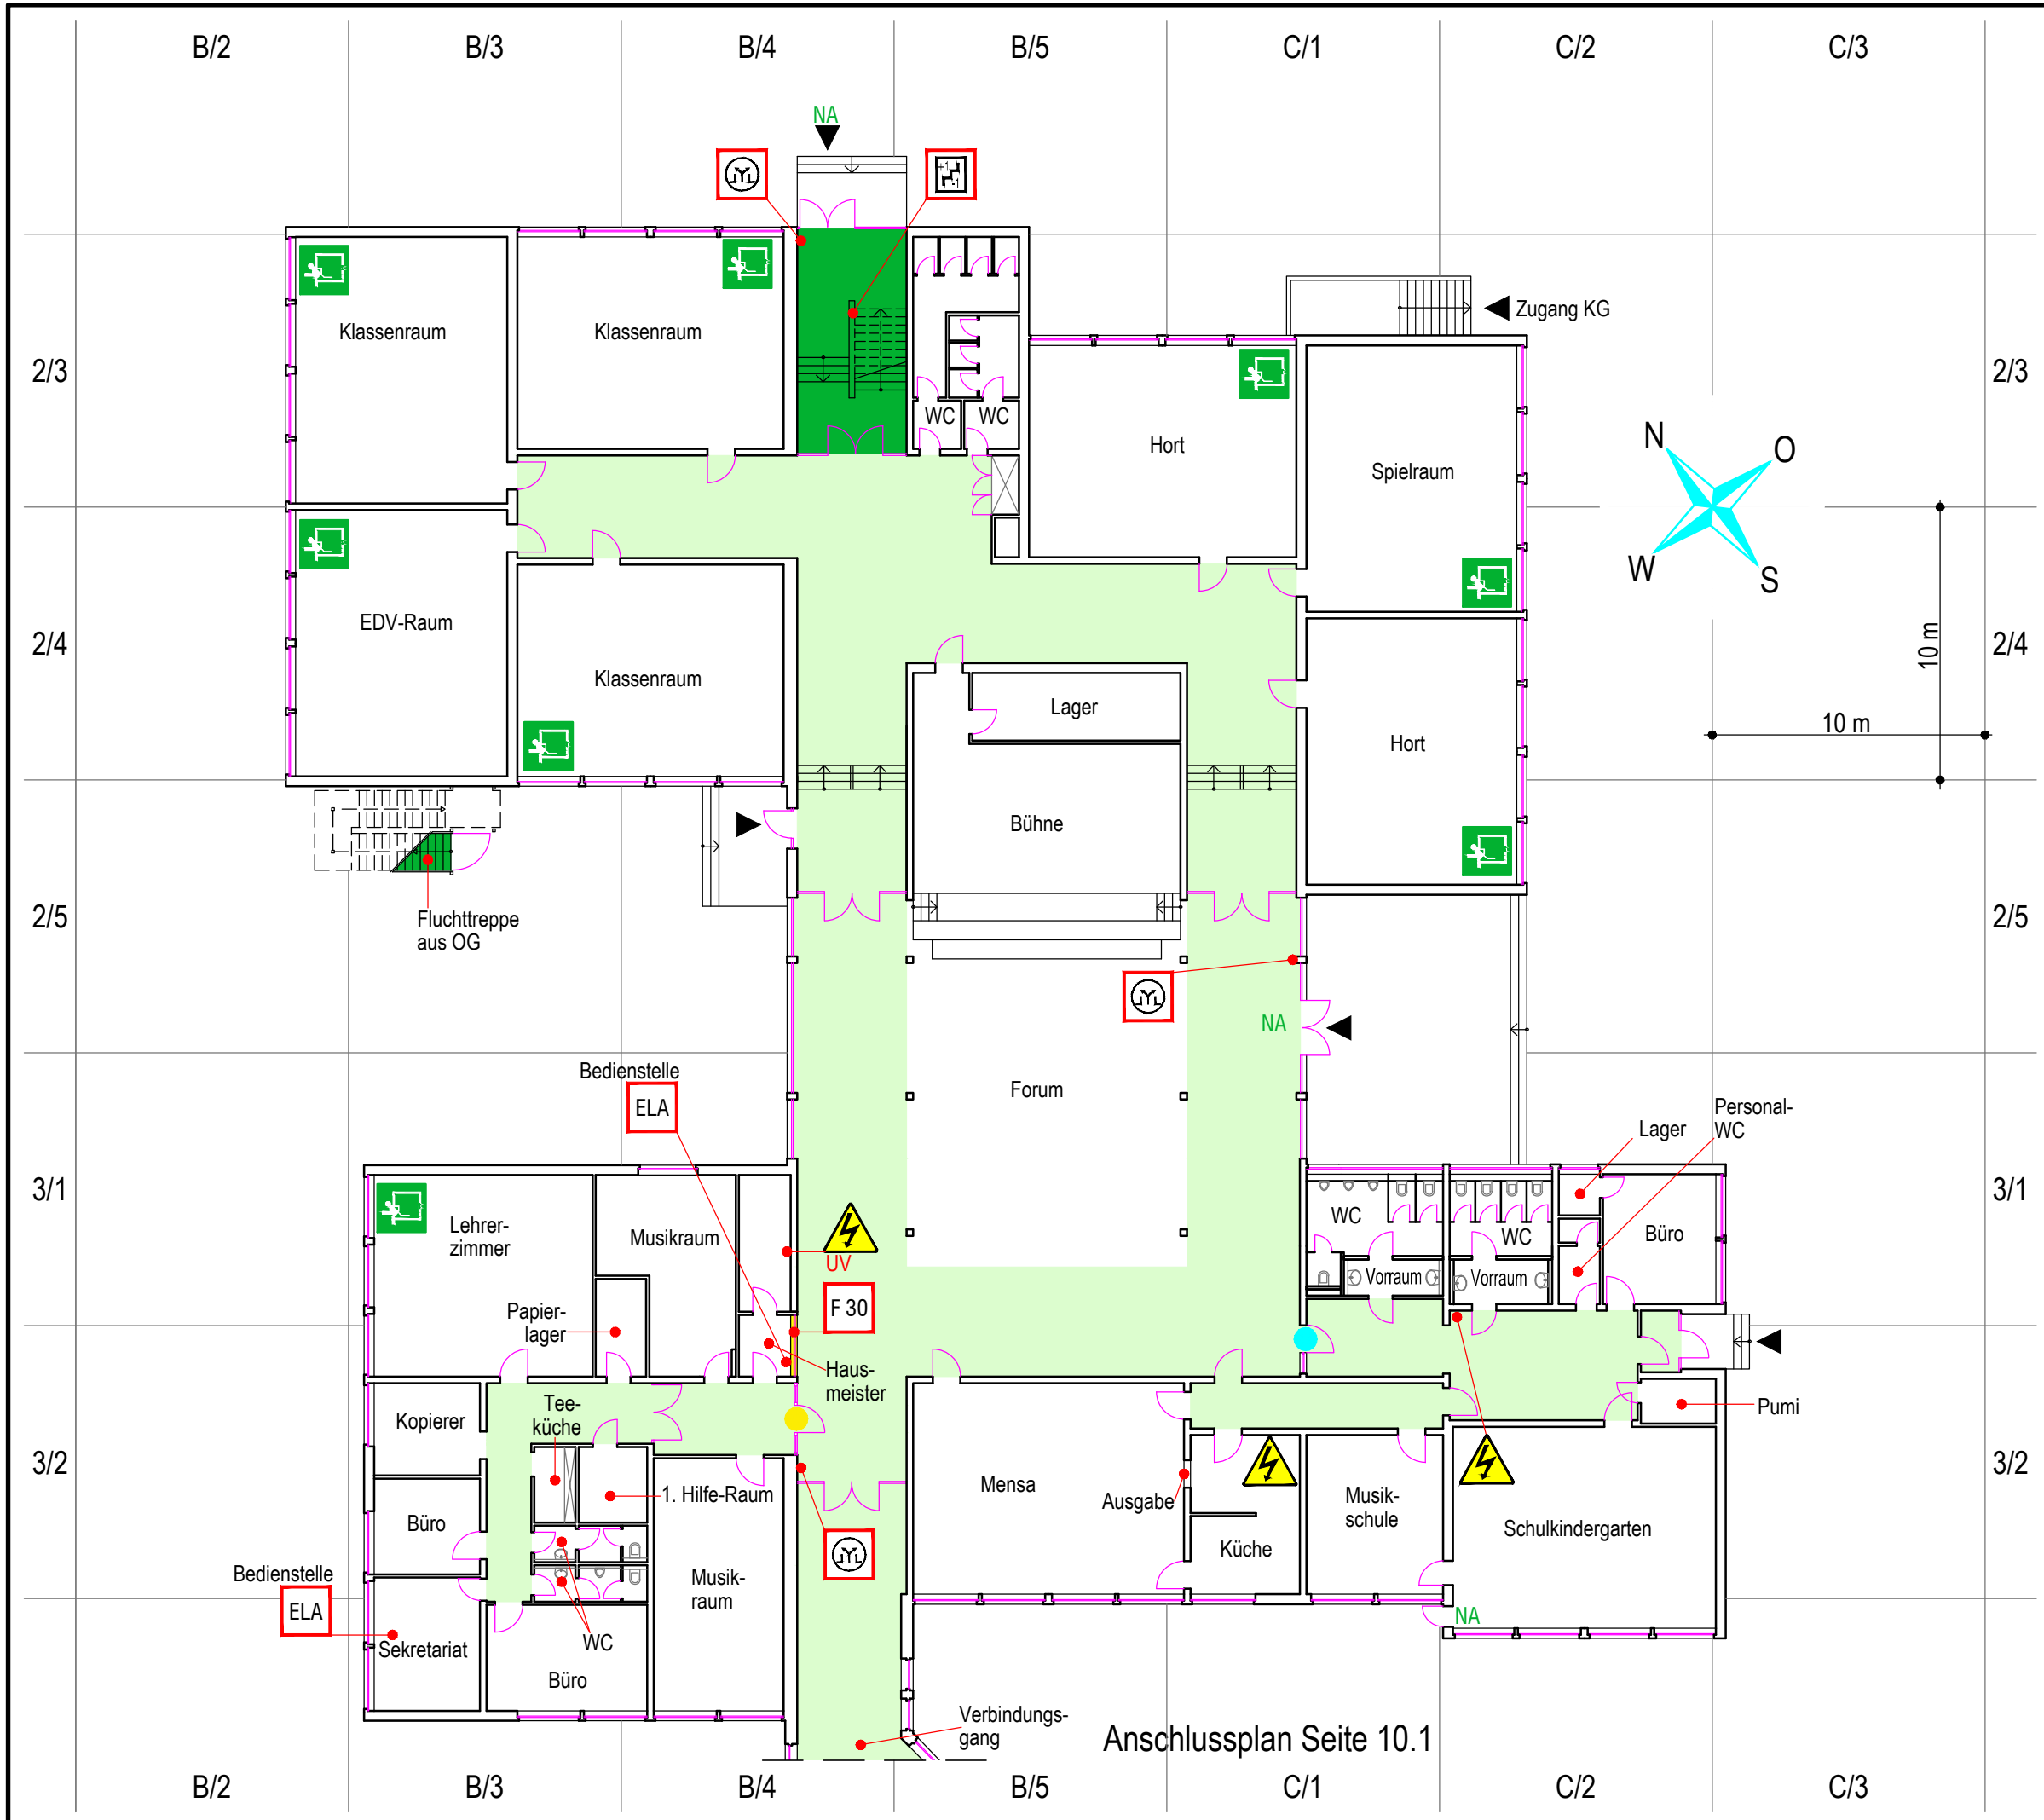 B/2 B/3 B/4 B/5 C/1 C/2 C/3
NA
+1
-1
Zugang KG
Klassenraum
Klassenraum
2/3
2/3
WC
WC
Hort
Spielraum
N
O
W
S
EDV-Raum
2/4
2/4
10 m
Klassenraum
Lager
10 m
Hort
Bühne
2/5
2/5
Fluchttreppe
aus OG
NA
Bedienstelle
ELA
Forum
Personal-
WC
Lager
3/1
3/1
Lehrer-
zimmer
Musikraum
UV
WC
WC
Büro
Vorraum
Vorraum
F 30
Papier-
lager
Haus-
meister
Kopierer
Tee-
küche
Pumi
3/2
3/2
1. Hilfe-Raum
Mensa
Ausgabe
Musik-
schule
Büro
Küche
Schulkindergarten
Bedienstelle
ELA
Musik-
raum
NA
Sekretariat
WC
Büro
Verbindungs-
gang
Anschlussplan Seite 10.1
B/2 B/3 B/4 B/5 C/1 C/2 C/3